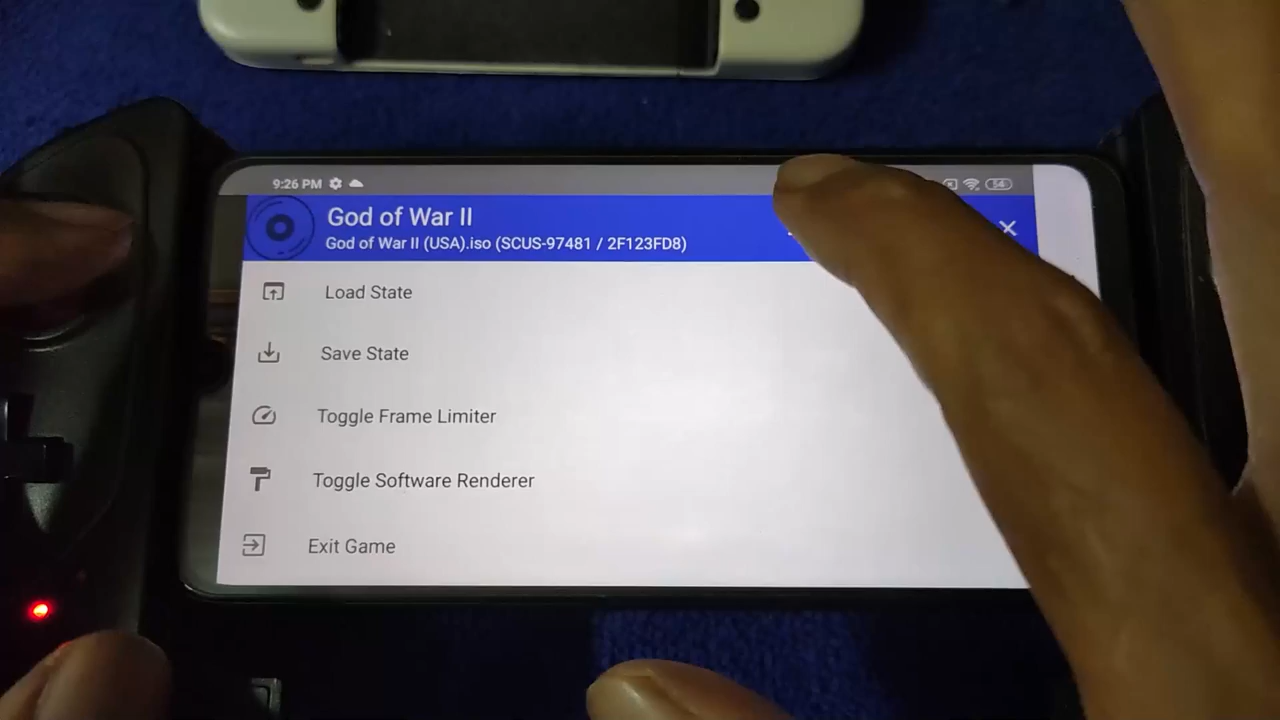 9:26 PM
54
God of War II
God of War II (USA).iso (SCUS-97481 / 2F123FD8)
Load State
Save State
Toggle Frame Limiter
Toggle Software Renderer
Exit Game